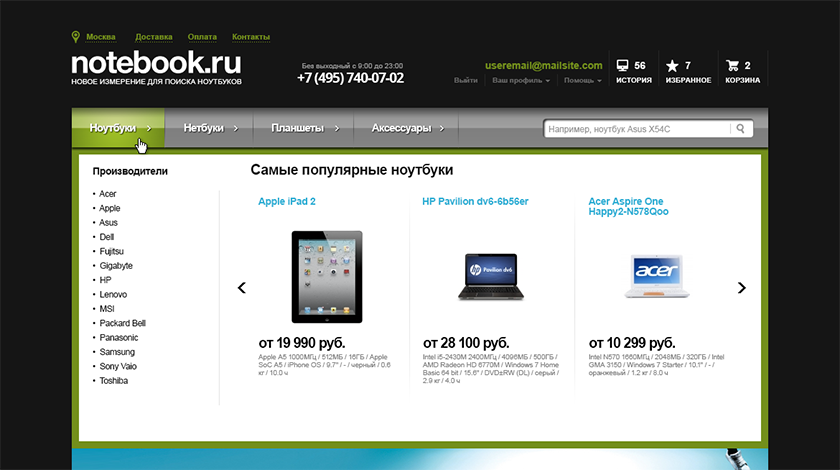 Москва Доставка Оплата Контакты
notebook.ru
НОВОЕ ИЗМЕРЕНИЕ ДЛЯ ПОИСКА НОУТБУКОВ
Без выходный с 9:00 до 23:00
+7 (495) 740-07-02
useremail@mailsite.com
Выйти Ваш профиль Помощь
56
ИСТОРИЯ
7
ИЗБРАННОЕ
2
КОРЗИНА
Ноутбуки Нетбуки Планшеты Аксессуары
Например, ноутбук Asus X54C
Производители
Acer
Apple
Asus
Dell
Fujitsu
Gigabyte
HP
Lenovo
MSI
Packard Bell
Panasonic
Samsung
Sony Vaio
Toshiba
Самые популярные ноутбуки
Apple iPad 2
от 19 990 руб.
Apple A5 1000МГц / 512МБ / 16ГБ / Apple
SoC A5 / iPhone OS / 9.7" / - / черный / 0.6
кг / 10.0 ч
HP Pavilion dv6-6b56er
hp Pavilion dv6
от 28 100 руб.
Intel i5-2430M 2400МГц / 4096МБ / 500ГБ /
AMD Radeon HD 6770M / Windows 7 Home
Basic 64 bit / 15.6" / DVD±RW (DL) / серый /
2.9 кг / 4.0 ч
Acer Aspire One
Happy2-N578Qoo
acer
от 10 299 руб.
Intel N570 1660МГц / 2048МБ / 320ГБ / Intel
GMA 3150 / Windows 7 Starter / 10.1" / - /
оранжевый / 1.2 кг / 8.0 ч